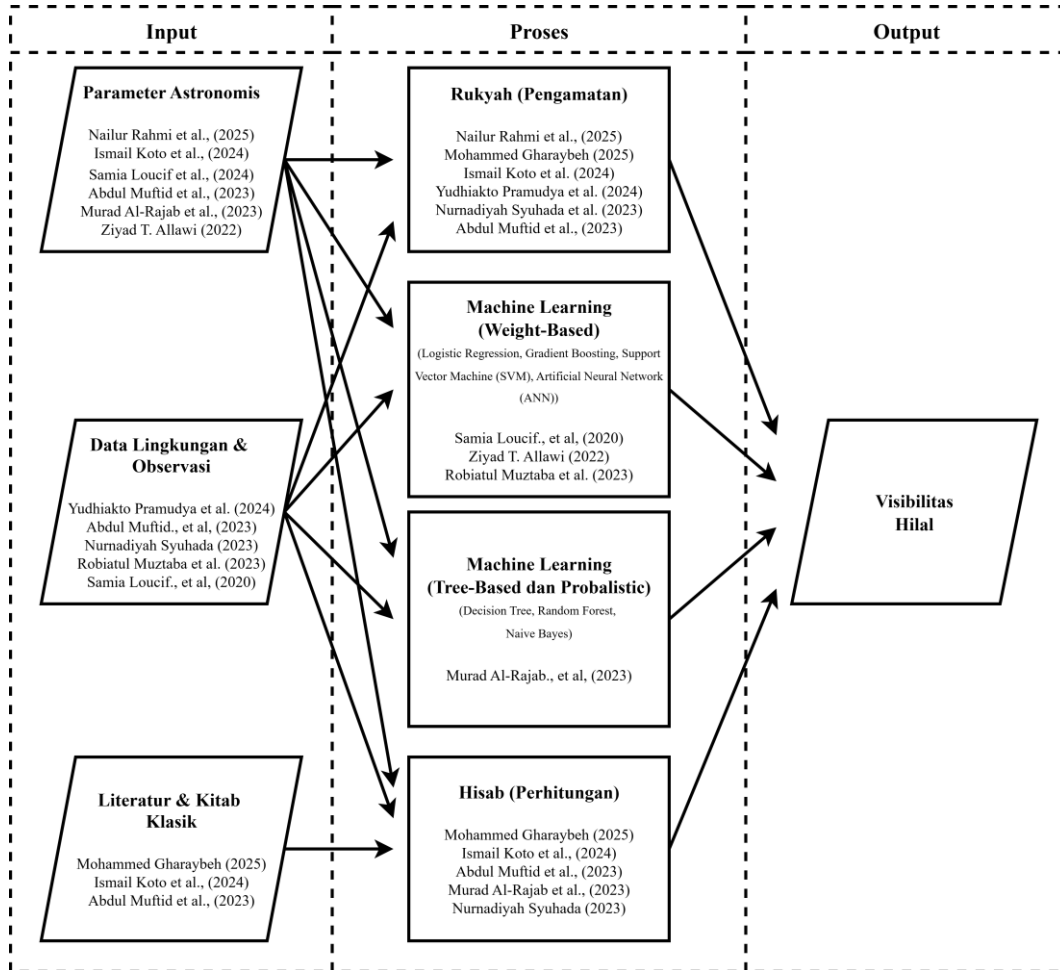 Input
Proses
Output
Parameter Astronomis
Nailur Rahmi et al., (2025)
Ismail Koto et al., (2024)
Samia Loucif et al., (2024)
Abdul Muftid et al., (2023)
Murad Al-Rajab et al., (2023)
Ziyad T. Allawi (2022)
Data Lingkungan &
Observasi
Yudhiakto Pramudya et al. (2024)
Abdul Muftid., et al, (2023)
Nurnadiyah Syuhada (2023)
Robiatul Muztaba et al. (2023)
Samia Loucif., et al, (2020)
Literatur & Kitab
Klasik
Mohammed Gharaybeh (2025)
Ismail Koto et al., (2024)
Abdul Muftid et al., (2023)
Rukyah (Pengamatan)
Nailur Rahmi et al., (2025)
Mohammed Gharaybeh (2025)
Ismail Koto et al. (2024)
Yudhiakto Pramudya et al. (2024)
Nurnadiyah Syuhada et al. (2023)
Abdul Muftid et al., (2023)
Machine Learning
(Weight-Based)
(Logistic Regression, Gradient Boosting, Support
Vector Machine (SVM), Artificial Neural Network
(ANN))
Samia Loucif., et al, (2020)
Ziyad T. Allawi (2022)
Robiatul Muztaba et al. (2023)
Machine Learning
(Tree-Based dan Probalistic)
(Decision Tree, Random Forest,
Naive Bayes)
Murad Al-Rajab., et al, (2023)
Hisab (Perhitungan)
Mohammed Gharaybeh (2025)
Ismail Koto et al., (2024)
Abdul Muftid et al., (2023)
Murad Al-Rajab et al., (2023)
Nurnadiyah Syuhada (2023)
Visibilitas
Hilal